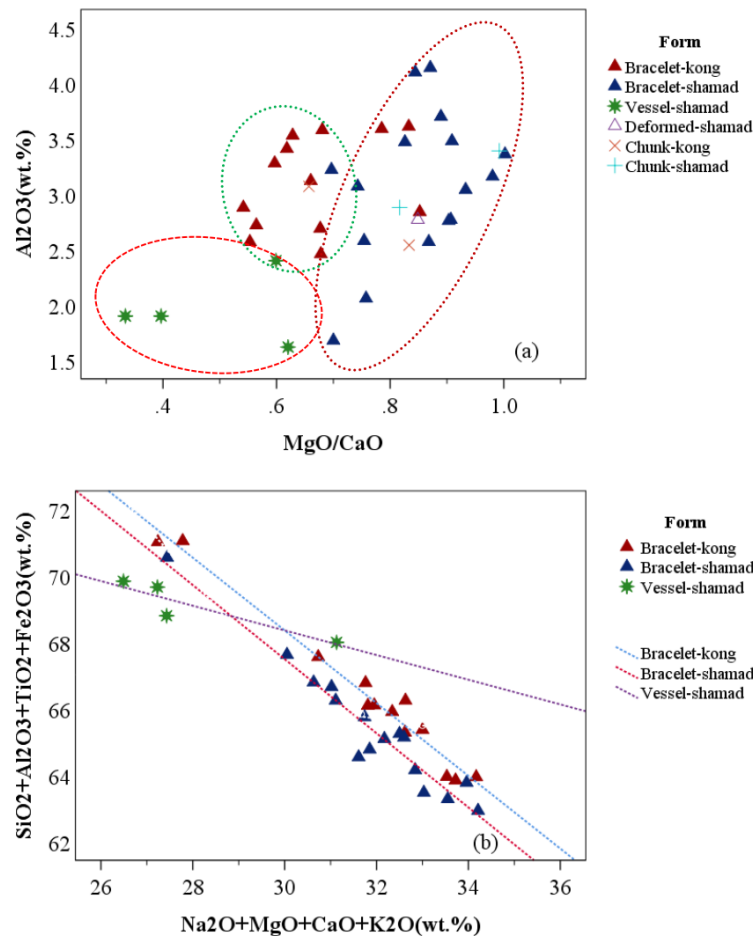 4.5
4.0
3.5
3.0
2.5
2.0
1.5
Al2O3(wt.%)
.4
.6
.8
1.0
MgO/CaO
(a)
Form
Bracelet-kong
Bracelet-shamad
Vessel-shamad
Deformed-shamad
Chunk-kong
Chunk-shamad
72
70
68
66
64
62
SiO2+Al2O3+TiO2+Fe2O3(wt.%)
26
28
30
32
34
36
Na2O+MgO+CaO+K2O(wt.%)
(b)
Form
Bracelet-kong
Bracelet-shamad
Vessel-shamad
Bracelet-kong
Bracelet-shamad
Vessel-shamad